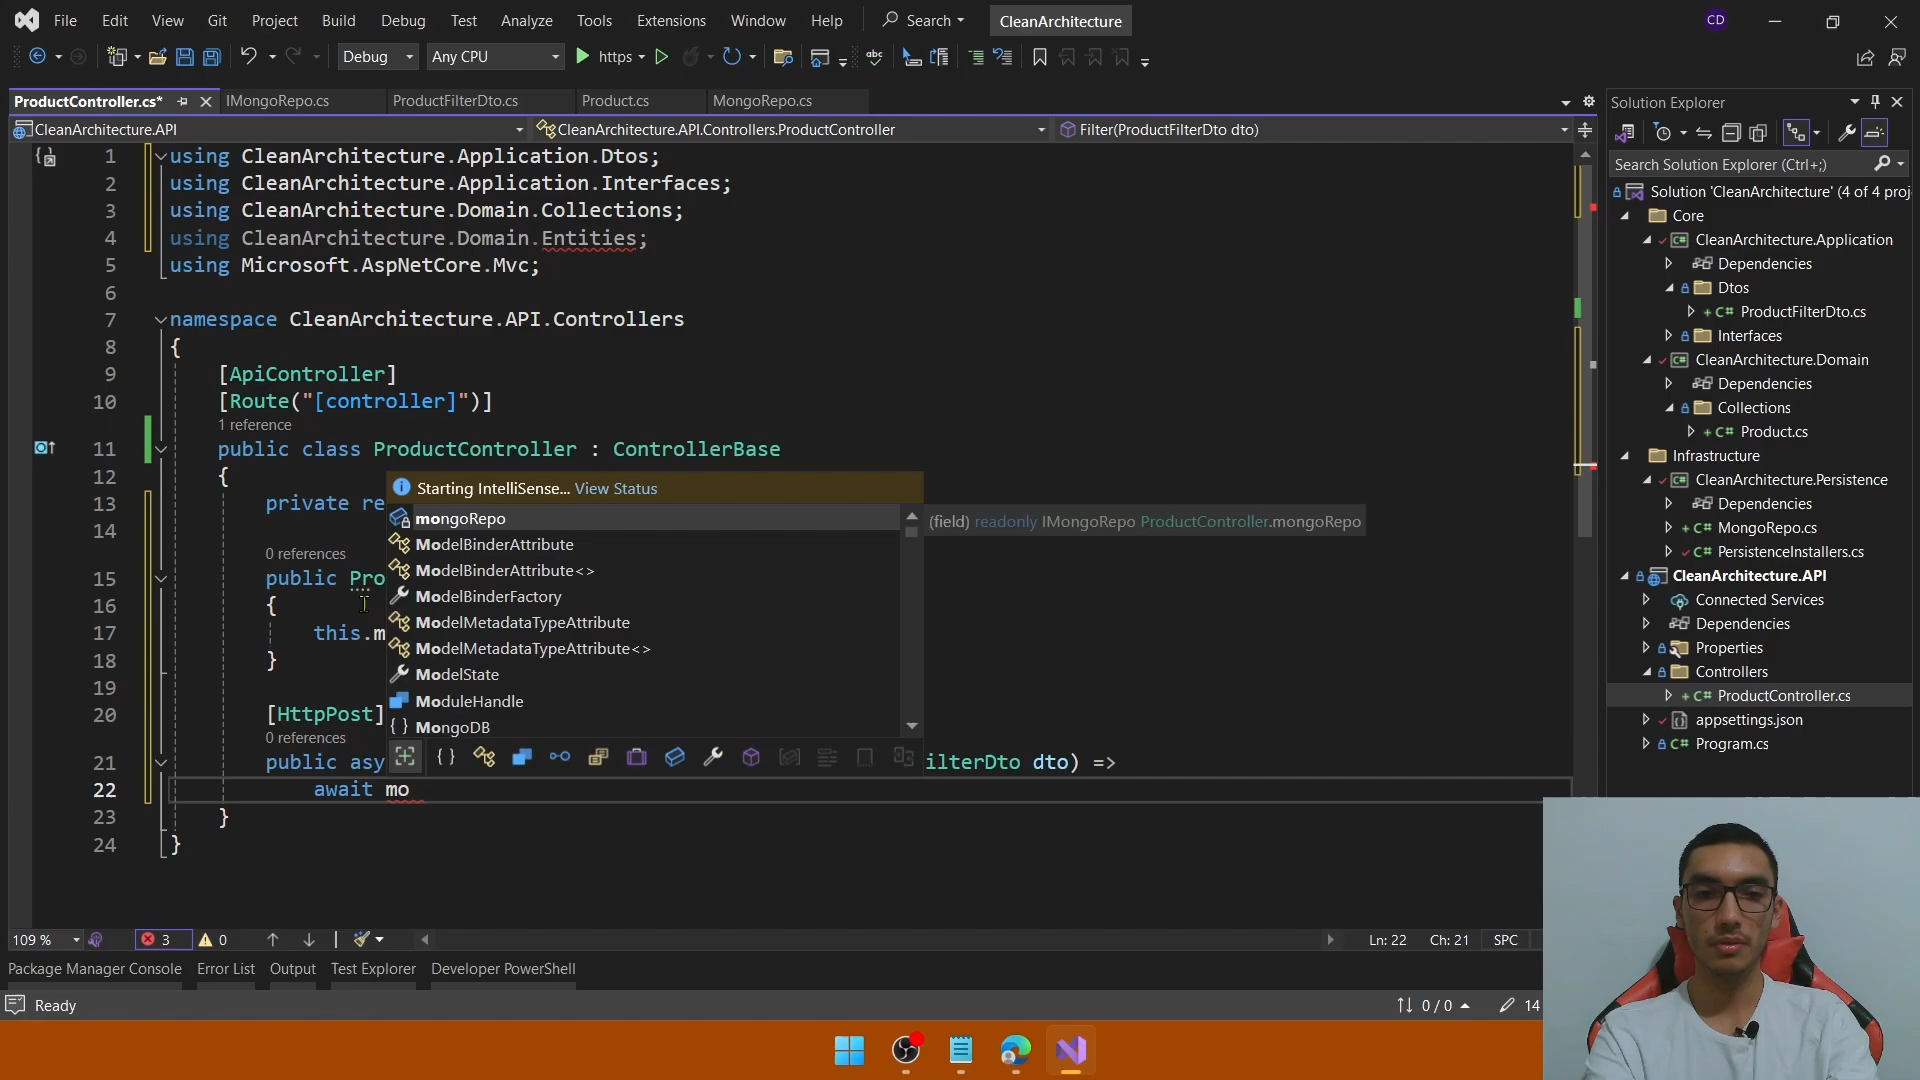 File Edit View Git Project Build Debug Test Analyze Tools Extensions Window Help Search CleanArchitecture CD
Debug Any CPU https
ProductController.cs* IMongoRepo.cs ProductFilterDto.cs Product.cs MongoRepo.cs
CleanArchitecture.API CleanArchitecture.API.Controllers.ProductController Filter(ProductFilterDto dto)
1 using CleanArchitecture.Application.Dtos;
2 using CleanArchitecture.Application.Interfaces;
3 using CleanArchitecture.Domain.Collections;
4 using CleanArchitecture.Domain.Entities;
5 using Microsoft.AspNetCore.Mvc;
6
7 namespace CleanArchitecture.API.Controllers
8 {
9 [ApiController]
10 [Route("[controller]")]
1 reference
11 public class ProductController : ControllerBase
12 {
13 private re
14
0 references
15 public Pro
16 {
17 this.m
18 }
19
20 [HttpPost]
0 references
21 public asy ilterDto dto) =>
22 await mo
23 }
24 }
Starting IntelliSense... View Status
mongoRepo
ModelBinderAttribute
ModelBinderAttribute<>
ModelBinderFactory
ModelMetadataTypeAttribute
ModelMetadataTypeAttribute<>
ModelState
ModuleHandle
{ } MongoDB
(field) readonly IMongoRepo ProductController.mongoRepo
109 % 3 0 Ln: 22 Ch: 21 SPC
Package Manager Console Error List Output Test Explorer Developer PowerShell
Ready 0 / 0 14
Solution Explorer
Search Solution Explorer (Ctrl+;)
Solution 'CleanArchitecture' (4 of 4 proj
Core
CleanArchitecture.Application
Dependencies
Dtos
C# ProductFilterDto.cs
Interfaces
CleanArchitecture.Domain
Dependencies
Collections
C# Product.cs
Infrastructure
CleanArchitecture.Persistence
Dependencies
C# MongoRepo.cs
C# PersistenceInstallers.cs
CleanArchitecture.API
Connected Services
Dependencies
Properties
Controllers
C# ProductController.cs
appsettings.json
C# Program.cs